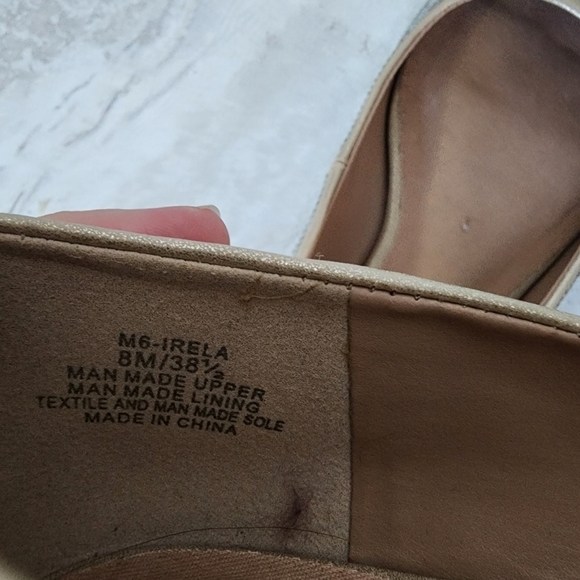 M6-IRELA
8M/38½
MAN MADE UPPER
MAN MADE LINING
TEXTILE AND MAN MADE SOLE
MADE IN CHINA